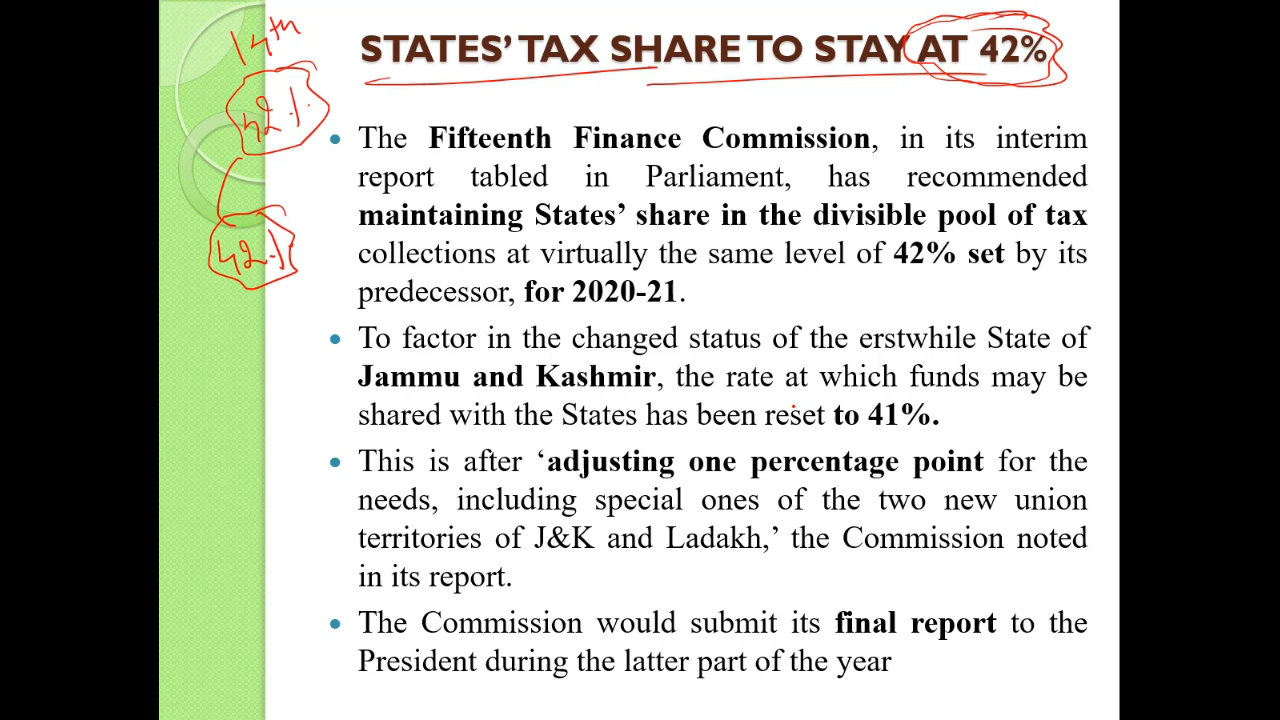 14th
STATES' TAX SHARE TO STAY AT 42%
42%
42%
The Fifteenth Finance Commission, in its interim
report tabled in Parliament, has recommended
maintaining States' share in the divisible pool of tax
collections at virtually the same level of 42% set by its
predecessor, for 2020-21.
To factor in the changed status of the erstwhile State of
Jammu and Kashmir, the rate at which funds may be
shared with the States has been reset to 41%.
This is after ‘adjusting one percentage point for the
needs, including special ones of the two new union
territories of J&K and Ladakh,’ the Commission noted
in its report.
The Commission would submit its final report to the
President during the latter part of the year